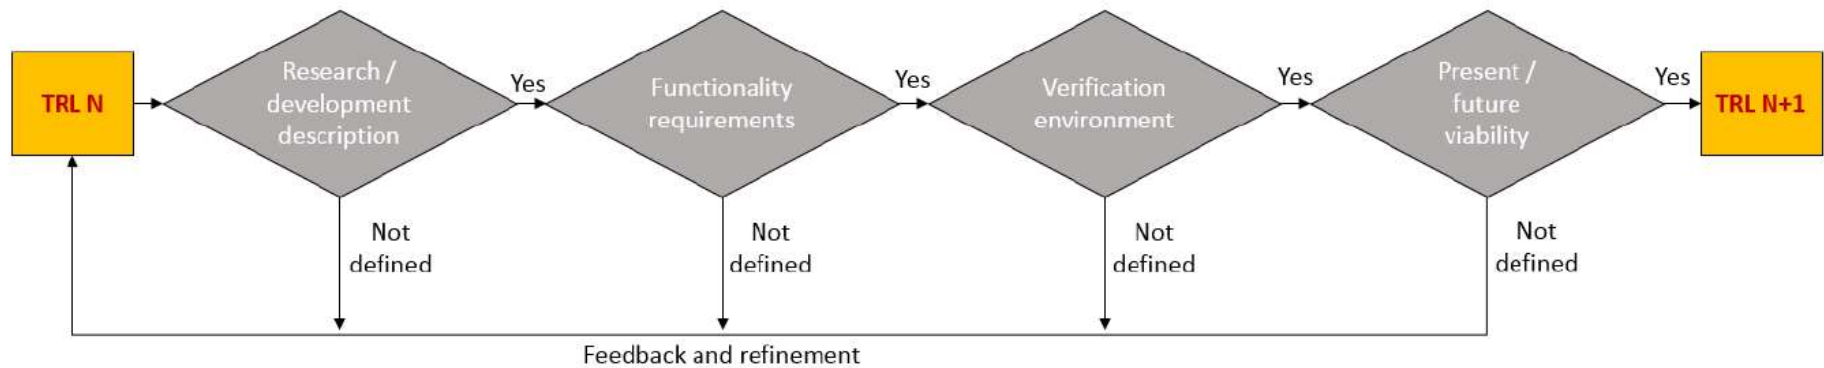 TRL N
Research /
development
description
Yes
Functionality
requirements
Yes
Verification
environment
Yes
Present /
future
viability
Yes
TRL N+1
Not
defined
Not
defined
Not
defined
Not
defined
Feedback and refinement